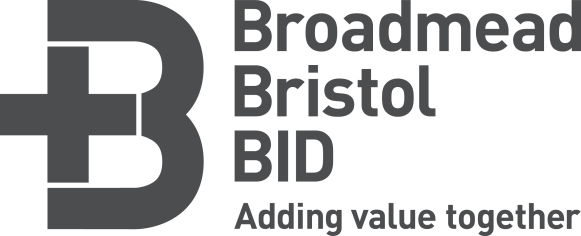 Broadmead
Bristol
BID
Adding value together